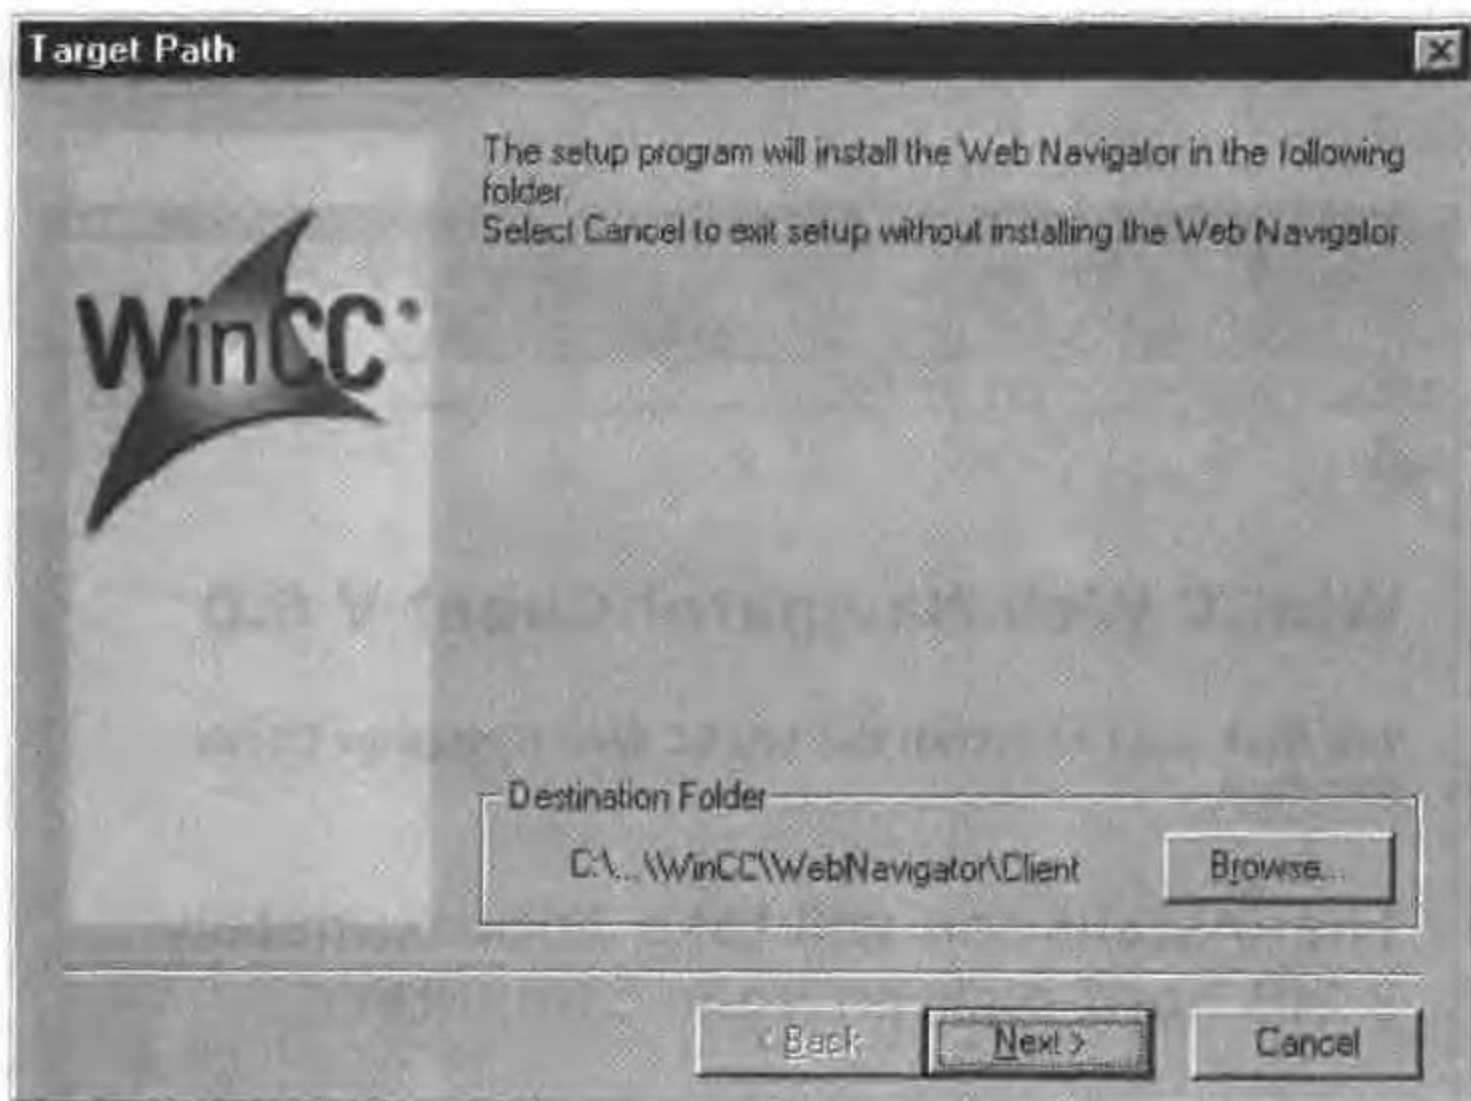 Target Path
The setup program will install the Web Navigator in the following
folder.
Select Cancel to exit setup without installing the Web Navigator.
WinCC
Destination Folder
C:\...\WinCC\WebNavigator\Client
Browse...
< Back
Next >
Cancel